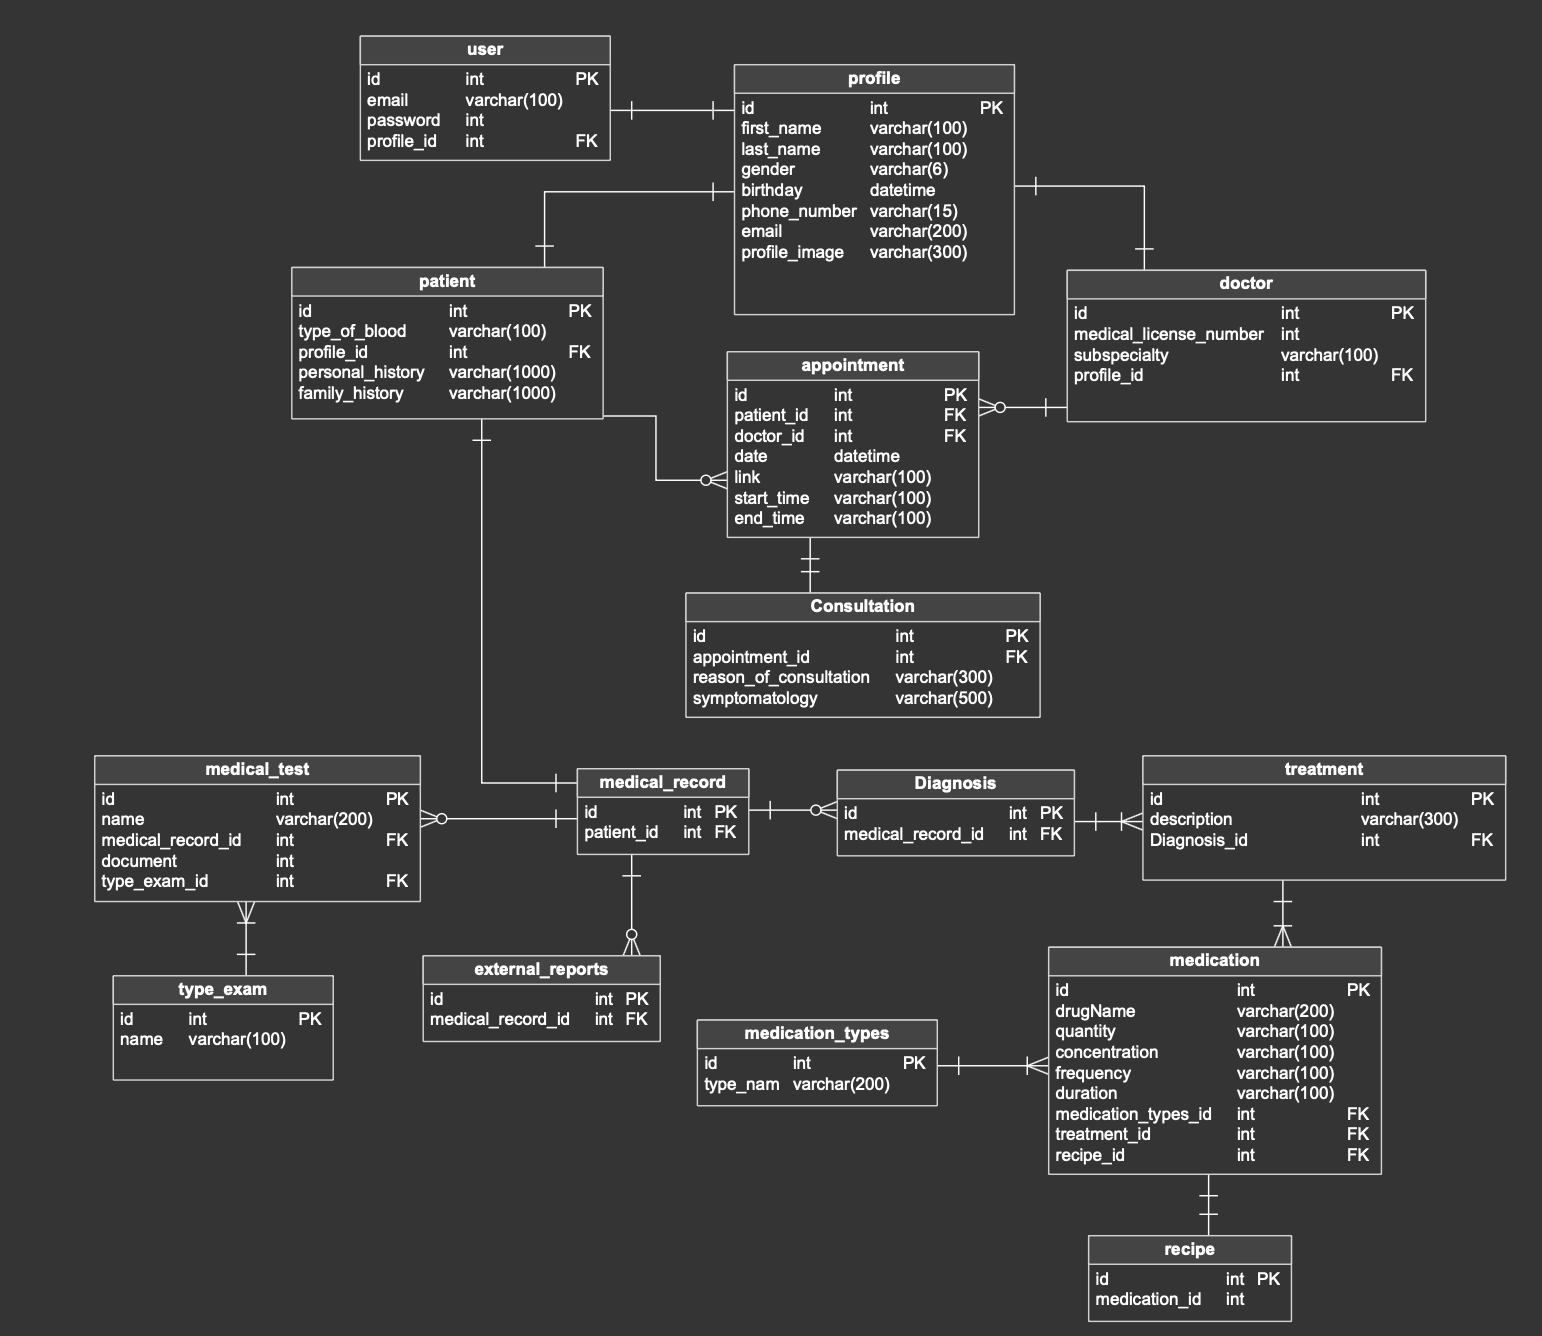 user
id int PK
email varchar(100)
password int
profile_id int FK
profile
id int PK
first_name varchar(100)
last_name varchar(100)
gender varchar(6)
birthday datetime
phone_number varchar(15)
email varchar(200)
profile_image varchar(300)
patient
id int PK
type_of_blood varchar(100)
profile_id int FK
personal_history varchar(1000)
family_history varchar(1000)
doctor
id int PK
medical_license_number int
subspecialty varchar(100)
profile_id int FK
appointment
id int PK
patient_id int FK
doctor_id int FK
date datetime
link varchar(100)
start_time varchar(100)
end_time varchar(100)
Consultation
id int PK
appointment_id int FK
reason_of_consultation varchar(300)
symptomatology varchar(500)
medical_test
id int PK
name varchar(200)
medical_record_id int FK
document int
type_exam_id int FK
medical_record
id int PK
patient_id int FK
Diagnosis
id int PK
medical_record_id int FK
treatment
id int PK
description varchar(300)
Diagnosis_id int FK
type_exam
id int PK
name varchar(100)
external_reports
id int PK
medical_record_id int FK
medication_types
id int PK
type_nam varchar(200)
medication
id int PK
drugName varchar(200)
quantity varchar(100)
concentration varchar(100)
frequency varchar(100)
duration varchar(100)
medication_types_id int FK
treatment_id int FK
recipe_id int FK
recipe
id int PK
medication_id int